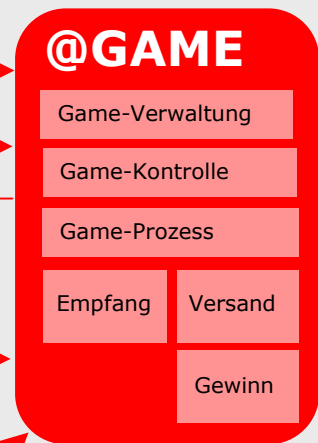 @GAME
Game-Verwaltung
Game-Kontrolle
Game-Prozess
Empfang
Versand
Gewinn